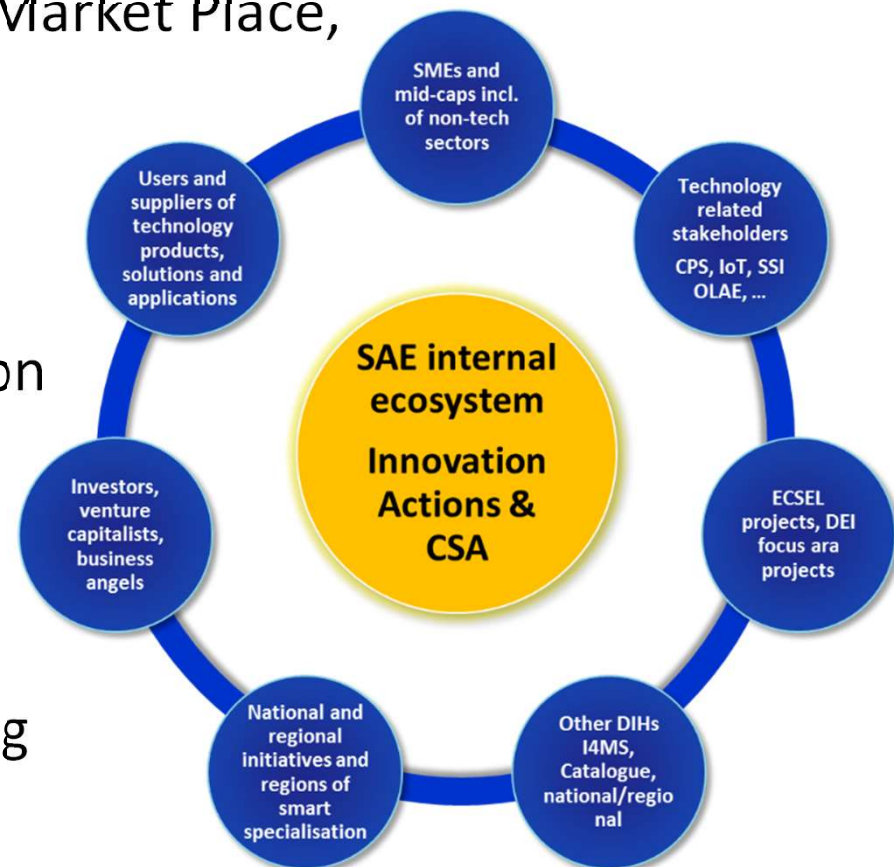 Market Place,
SMEs and
mid-caps incl.
of non-tech
sectors
Technology
related
stakeholders
CPS, IoT, SSI
OLAE, ...
ECSEL
projects, DEI
focus ara
projects
Other DIHs
I4MS,
Catalogue,
national/regio
nal
National and
regional
initiatives and
regions of
smart
specialisation
Investors,
venture
capitalists,
business
angels
Users and
suppliers of
technology
products,
solutions and
applications
SAE internal
ecosystem
Innovation
Actions &
CSA
on
g